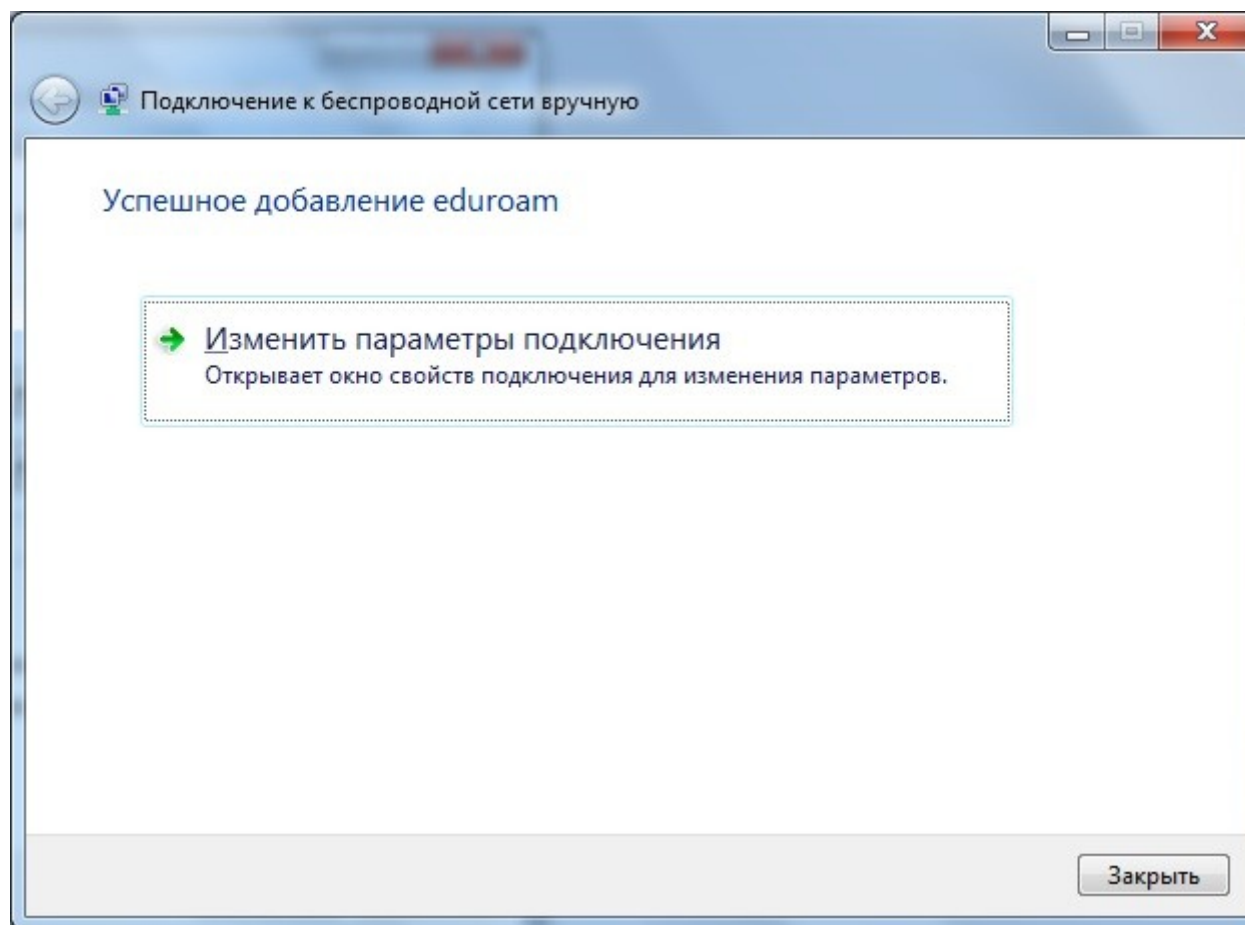 Подключение к беспроводной сети вручную
Успешное добавление eduroam
Изменить параметры подключения
Открывает окно свойств подключения для изменения параметров.
Закрыть